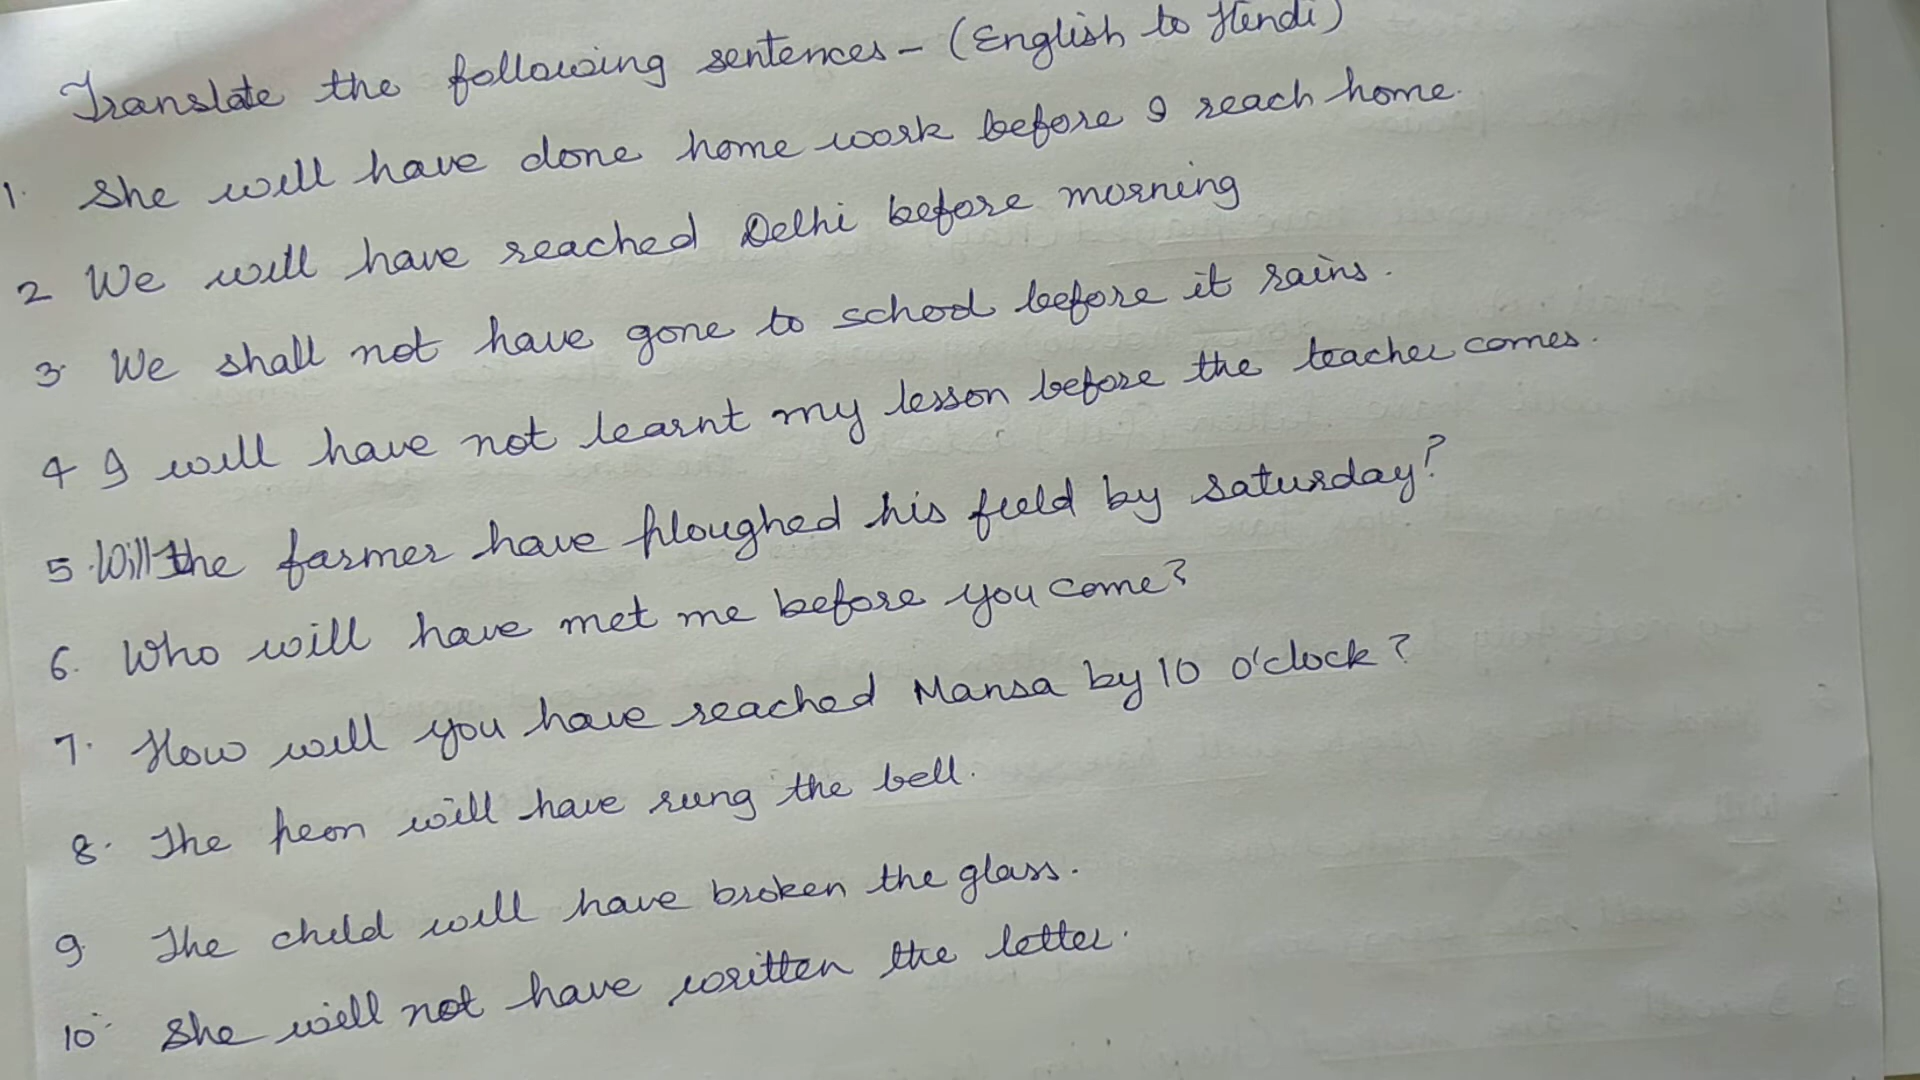 Translate the following sentences - (English to Hindi)
1. She will have done home work before I reach home.
2 We will have reached Delhi before morning
3. We shall not have gone to school before it rains.
4 I will have not learnt my lesson before the teacher comes.
5. Will the farmer have ploughed his field by saturday?
6. Who will have met me before you come?
7. How will you have reached Mansa by 10 o'clock?
8. The peon will have rung the bell.
9. The child will have broken the glass.
10. She will not have written the letter.